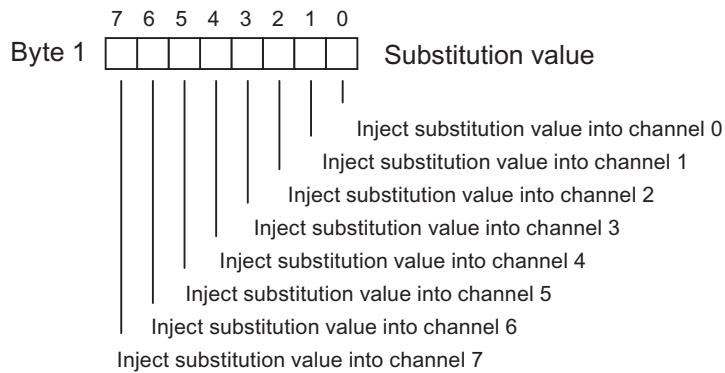 7 6 5 4 3 2 1 0
Byte 1 Substitution value
Inject substitution value into channel 0
Inject substitution value into channel 1
Inject substitution value into channel 2
Inject substitution value into channel 3
Inject substitution value into channel 4
Inject substitution value into channel 5
Inject substitution value into channel 6
Inject substitution value into channel 7